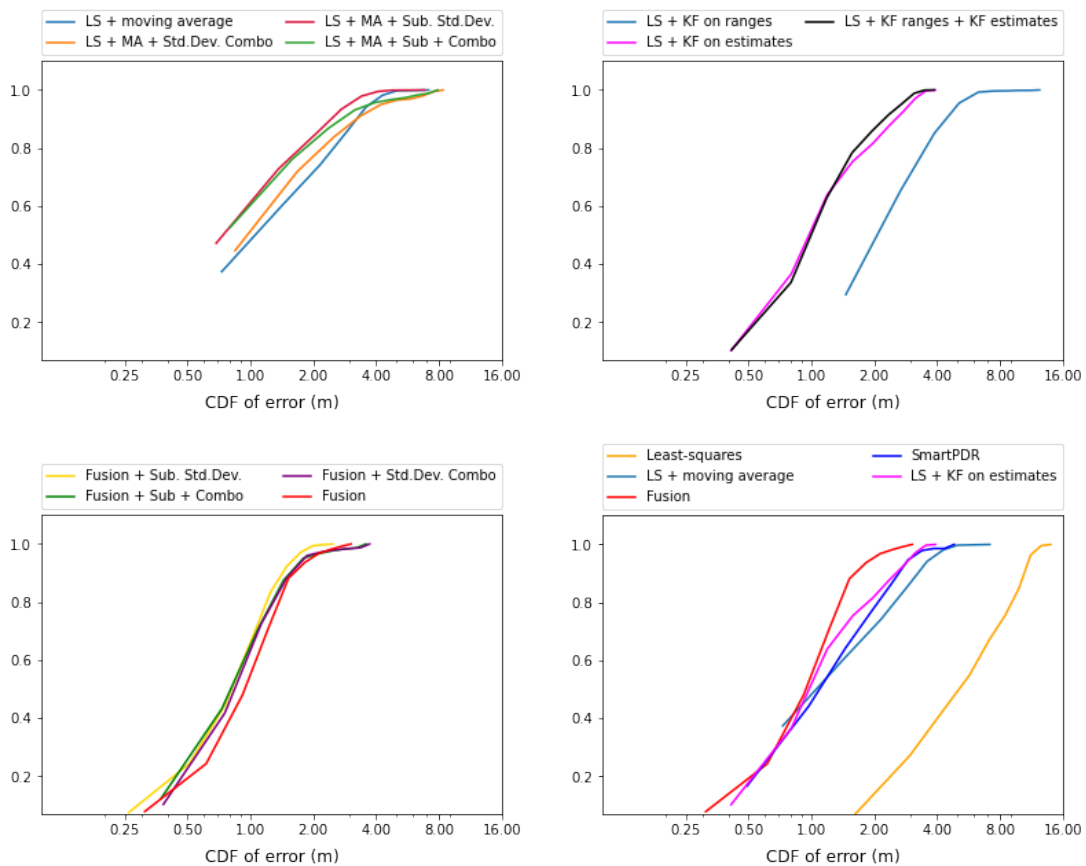 LS + moving average LS + MA + Sub. Std.Dev.
LS + MA + Std.Dev. Combo LS + MA + Sub + Combo
1.0
0.8
0.6
0.4
0.2
0.25 0.50 1.00 2.00 4.00 8.00 16.00
CDF of error (m)
LS + KF on ranges LS + KF ranges + KF estimates
LS + KF on estimates
1.0
0.8
0.6
0.4
0.2
0.25 0.50 1.00 2.00 4.00 8.00 16.00
CDF of error (m)
Fusion + Sub. Std.Dev. Fusion + Std.Dev. Combo
Fusion + Sub + Combo Fusion
1.0
0.8
0.6
0.4
0.2
0.25 0.50 1.00 2.00 4.00 8.00 16.00
CDF of error (m)
Least-squares SmartPDR
LS + moving average LS + KF on estimates
Fusion
1.0
0.8
0.6
0.4
0.2
0.25 0.50 1.00 2.00 4.00 8.00 16.00
CDF of error (m)